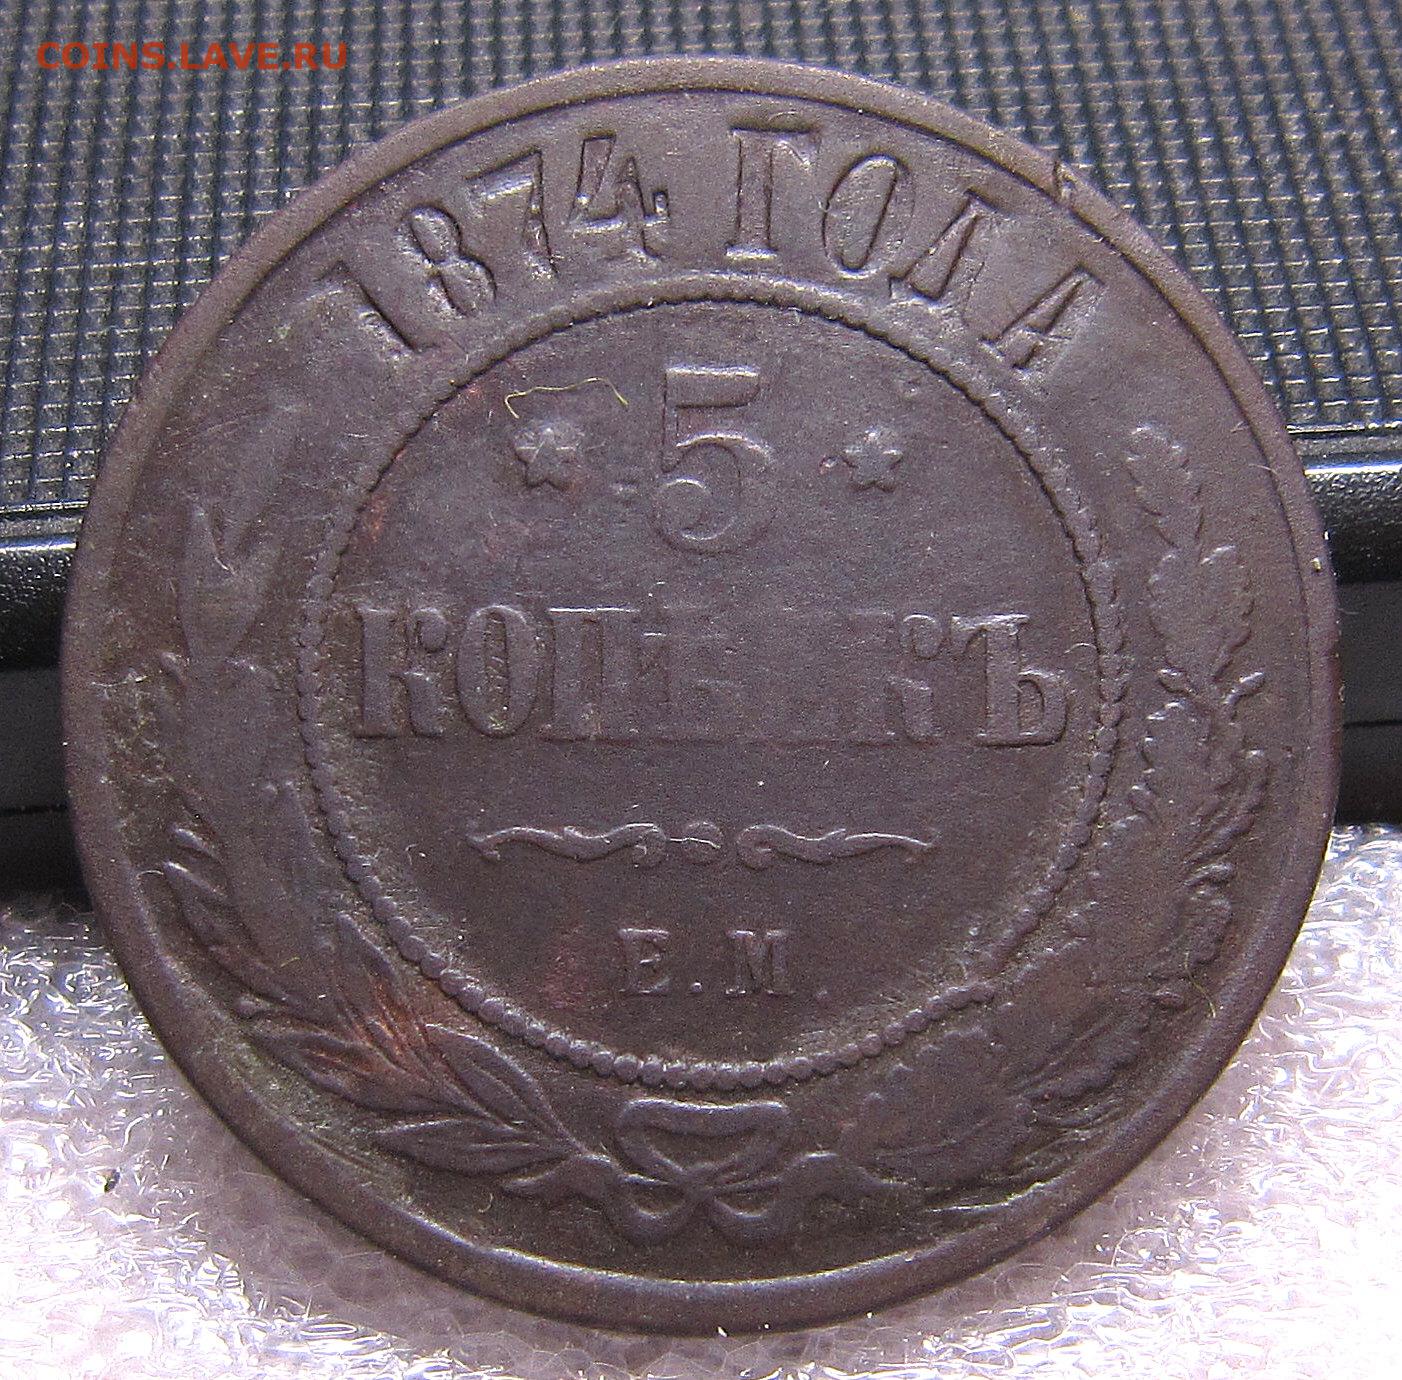 COINS.LAVE.RU
1874 ГОДА
5
КОПѢЕКЪ
Е.М.